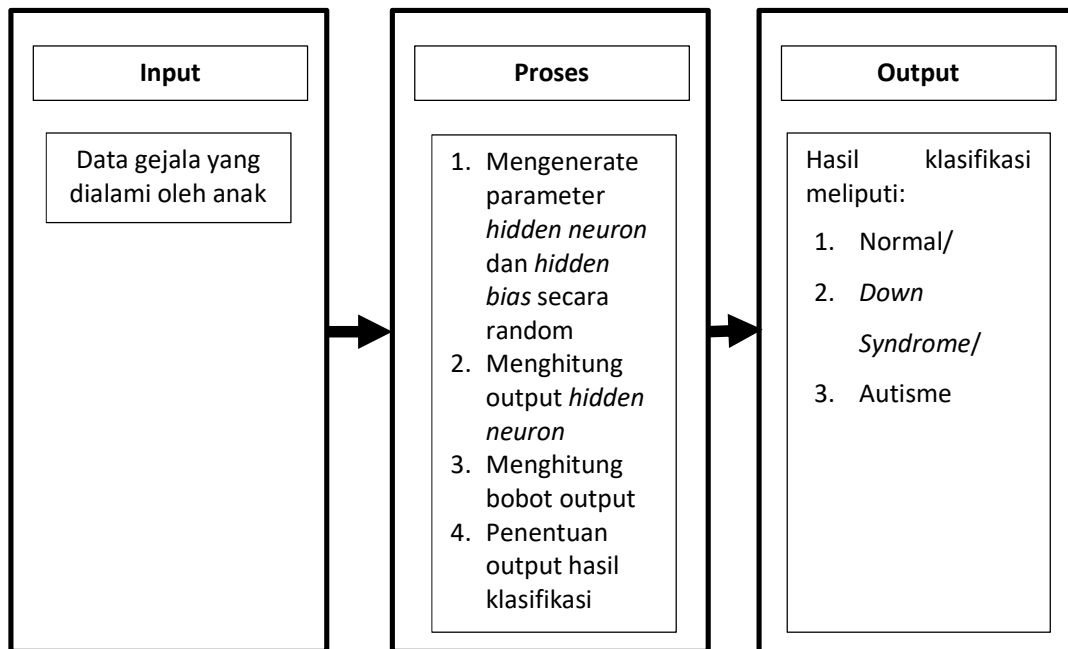 Input
Data gejala yang
dialami oleh anak
Proses
1. Mengenerate
parameter
hidden neuron
dan hidden
bias secara
random
2. Menghitung
output hidden
neuron
3. Menghitung
bobot output
4. Penentuan
output hasil
klasifikasi
Output
Hasil klasifikasi
meliputi:
1. Normal/
2. Down
Syndrome/
3. Autisme